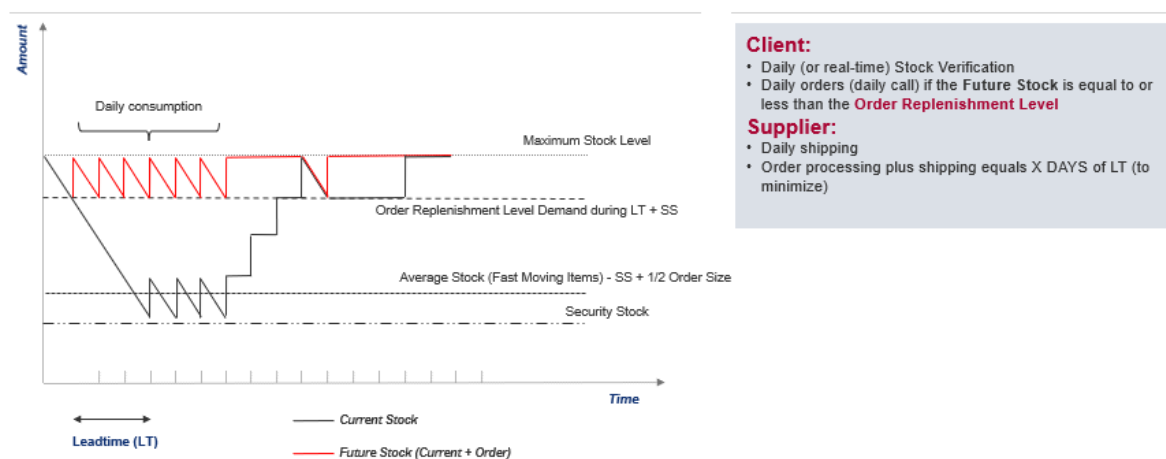 Amount
Daily consumption
Maximum Stock Level
Order Replenishment Level Demand during LT + SS
Average Stock (Fast Moving Items) - SS + 1/2 Order Size
Security Stock
Time
Leadtime (LT)
Current Stock
Future Stock (Current + Order)
Client:
• Daily (or real-time) Stock Verification
• Daily orders (daily call) if the Future Stock is equal to or
less than the Order Replenishment Level
Supplier:
• Daily shipping
• Order processing plus shipping equals X DAYS of LT (to
minimize)